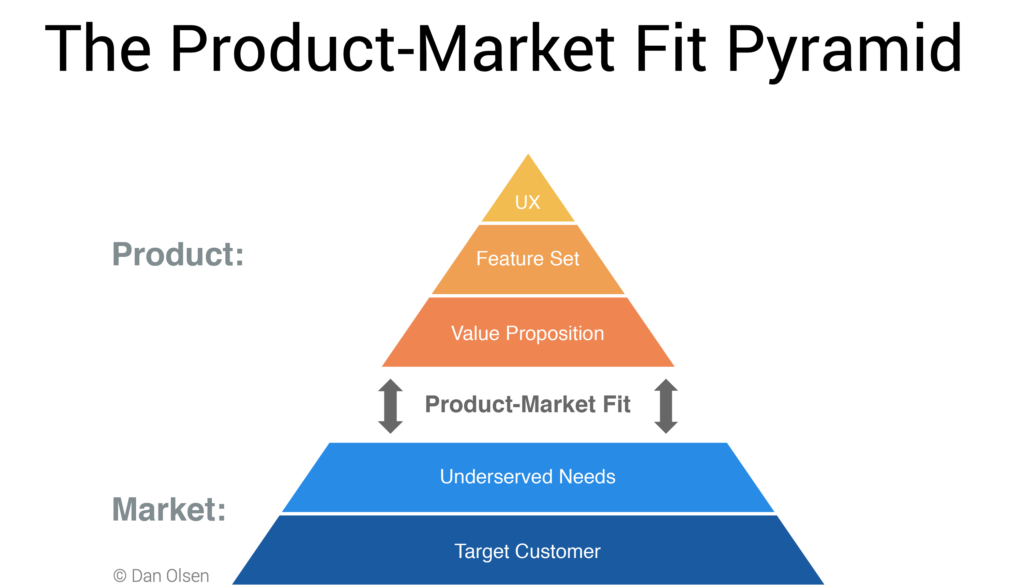 The Product-Market Fit Pyramid
UX
Product:
Feature Set
Value Proposition
Product-Market Fit
Underserved Needs
Market:
Target Customer
© Dan Olsen